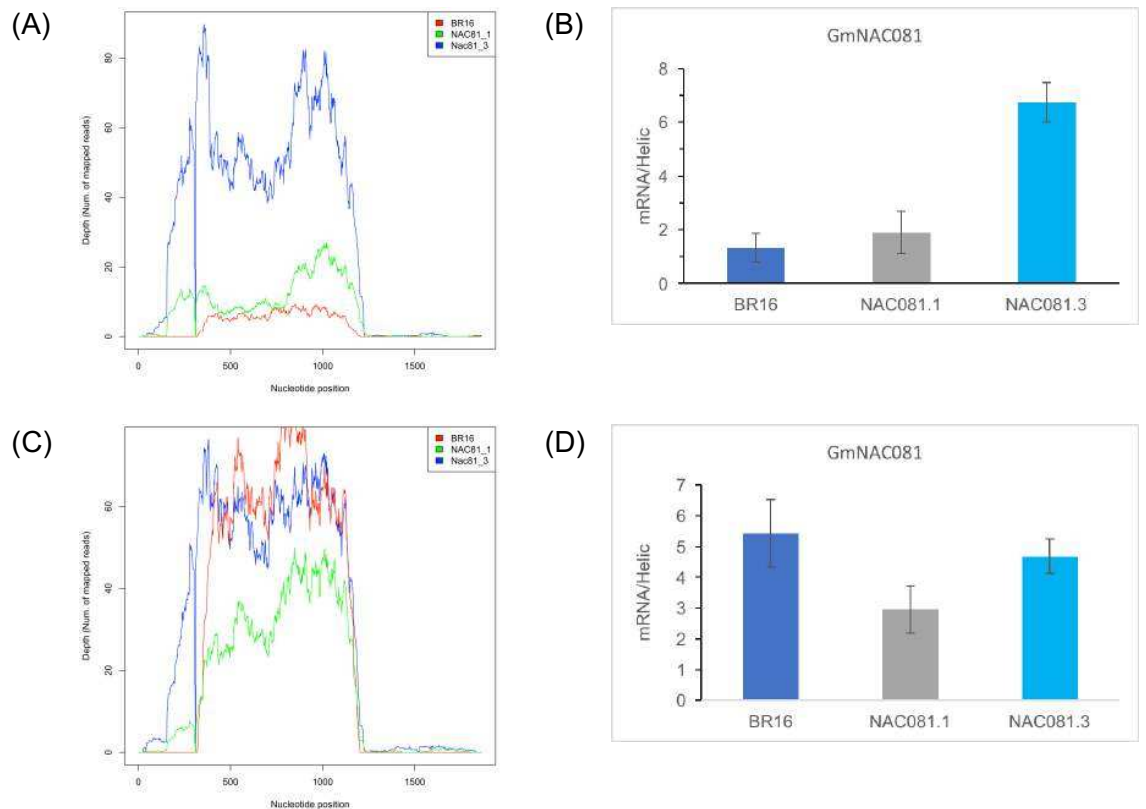 (A)
BR16
NAC81_1
Nac81_3
Depth (Num. of mapped reads)
80
60
40
20
0
0 500 1000 1500
Nucleotide position
(B)
GmNAC081
mRNA/Helic
8
6
4
2
0
BR16 NAC081.1 NAC081.3
(C)
BR16
NAC81_1
Nac81_3
Depth (Num. of mapped reads)
60
40
20
0
0 500 1000 1500
Nucleotide position
(D)
GmNAC081
mRNA/Helic
7
6
5
4
3
2
1
0
BR16 NAC081.1 NAC081.3